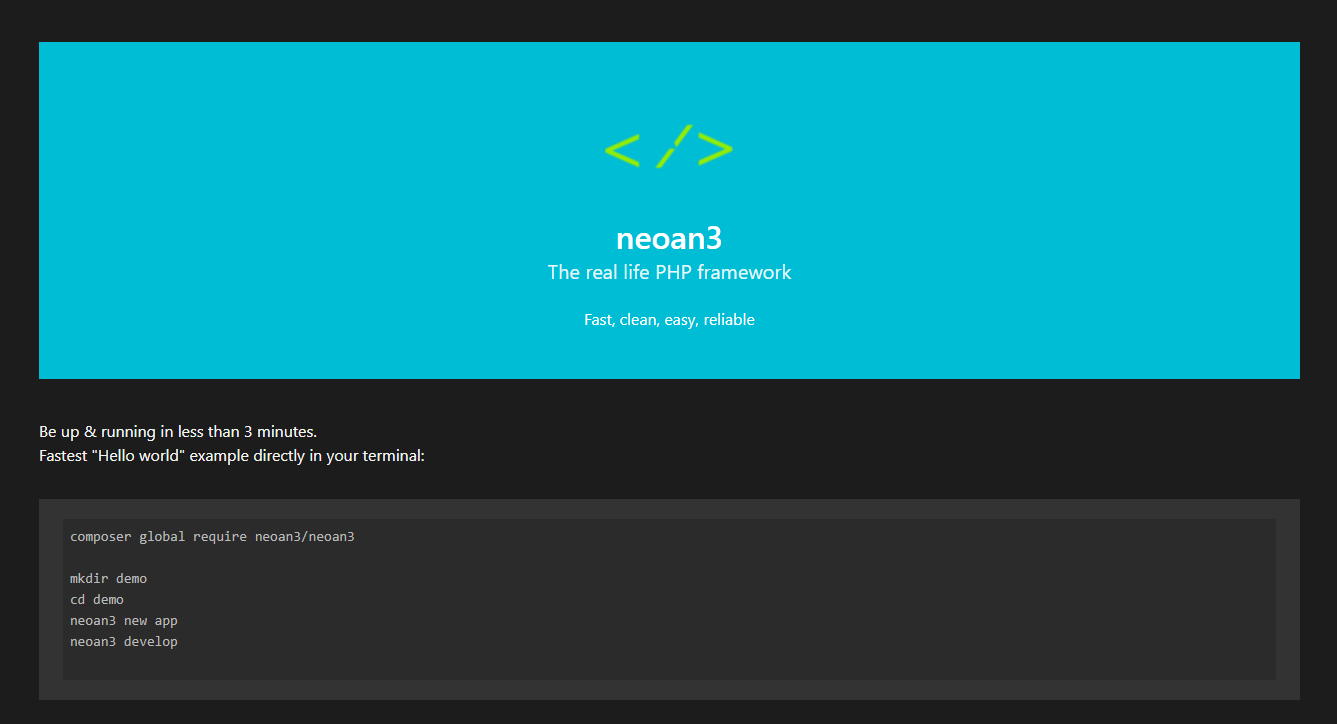 </>
neoan3
The real life PHP framework
Fast, clean, easy, reliable
Be up & running in less than 3 minutes.
Fastest "Hello world" example directly in your terminal:
composer global require neoan3/neoan3
mkdir demo
cd demo
neoan3 new app
neoan3 develop